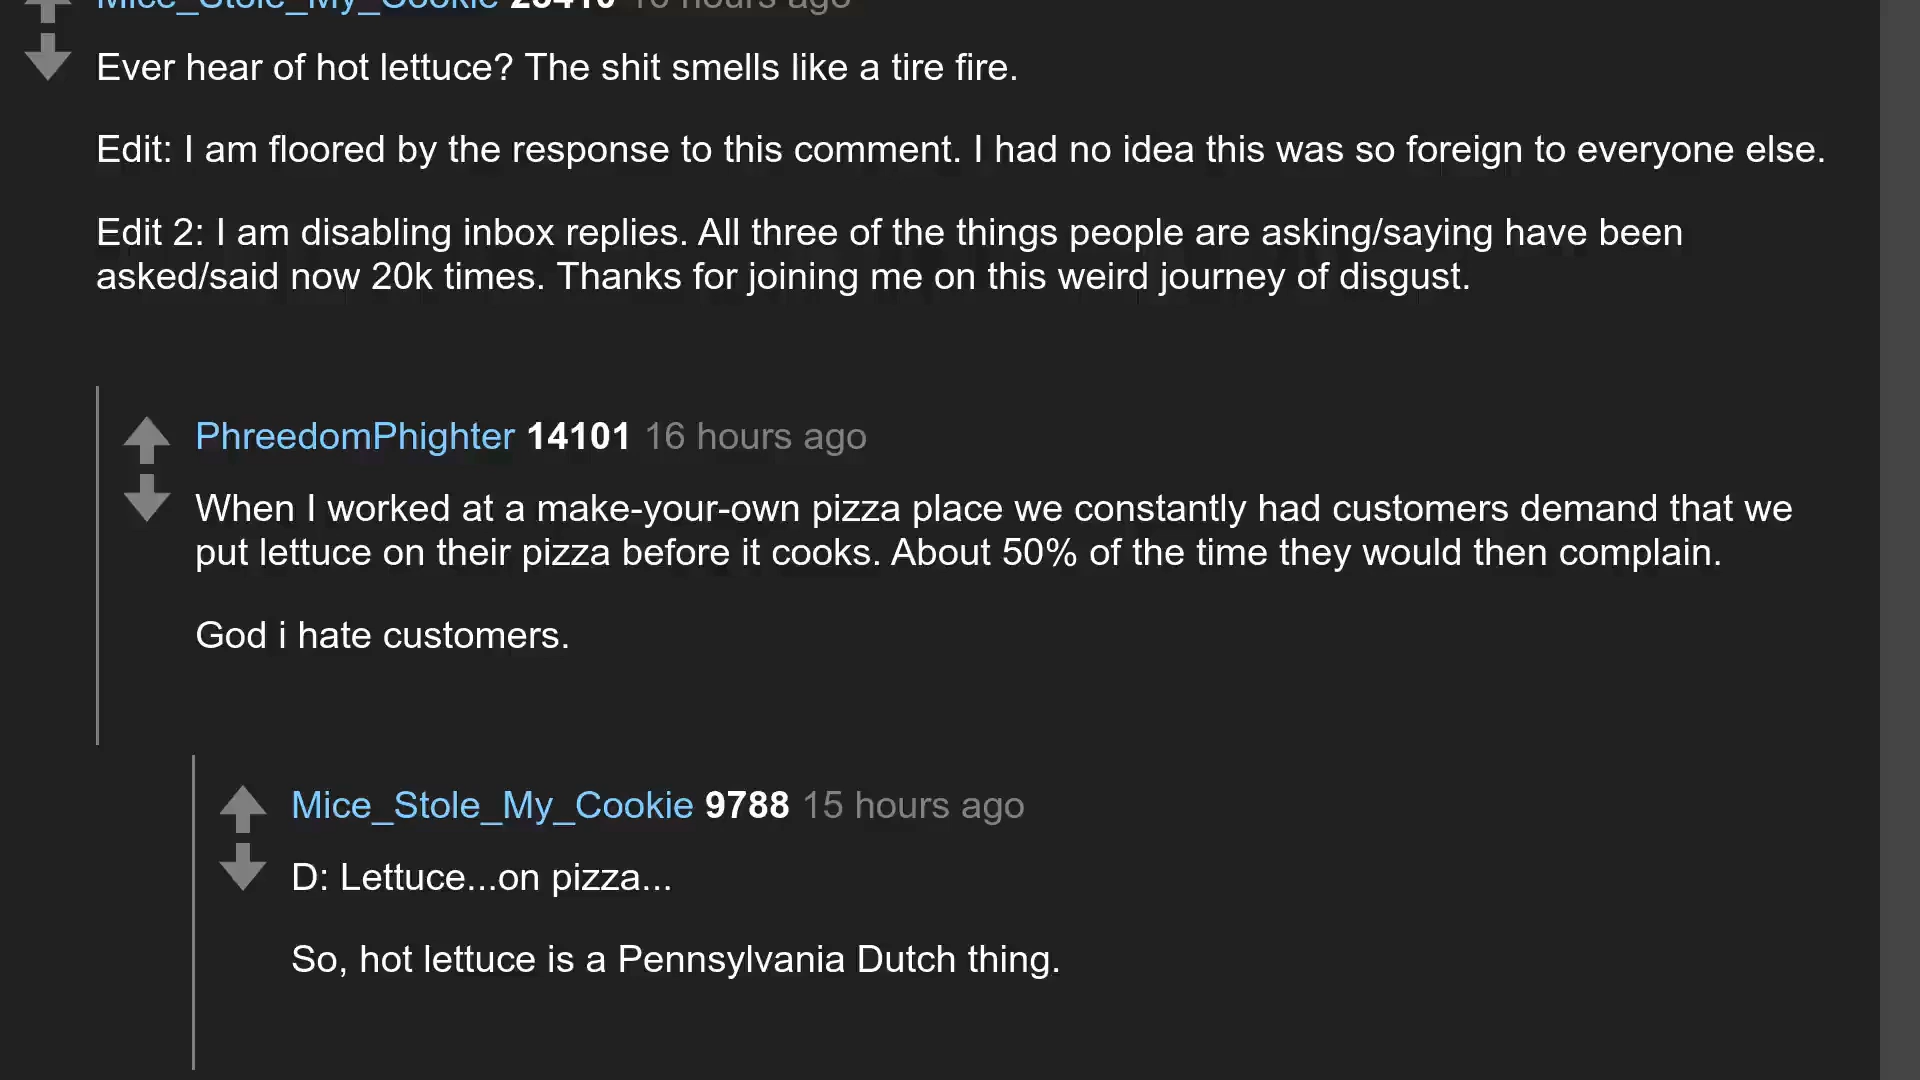 Mice_Stole_My_Cookie 23410 16 hours ago
Ever hear of hot lettuce? The shit smells like a tire fire.
Edit: I am floored by the response to this comment. I had no idea this was so foreign to everyone else.
Edit 2: I am disabling inbox replies. All three of the things people are asking/saying have been
asked/said now 20k times. Thanks for joining me on this weird journey of disgust.
PhreedomPhighter 14101 16 hours ago
When I worked at a make-your-own pizza place we constantly had customers demand that we
put lettuce on their pizza before it cooks. About 50% of the time they would then complain.
God i hate customers.
Mice_Stole_My_Cookie 9788 15 hours ago
D: Lettuce...on pizza...
So, hot lettuce is a Pennsylvania Dutch thing.